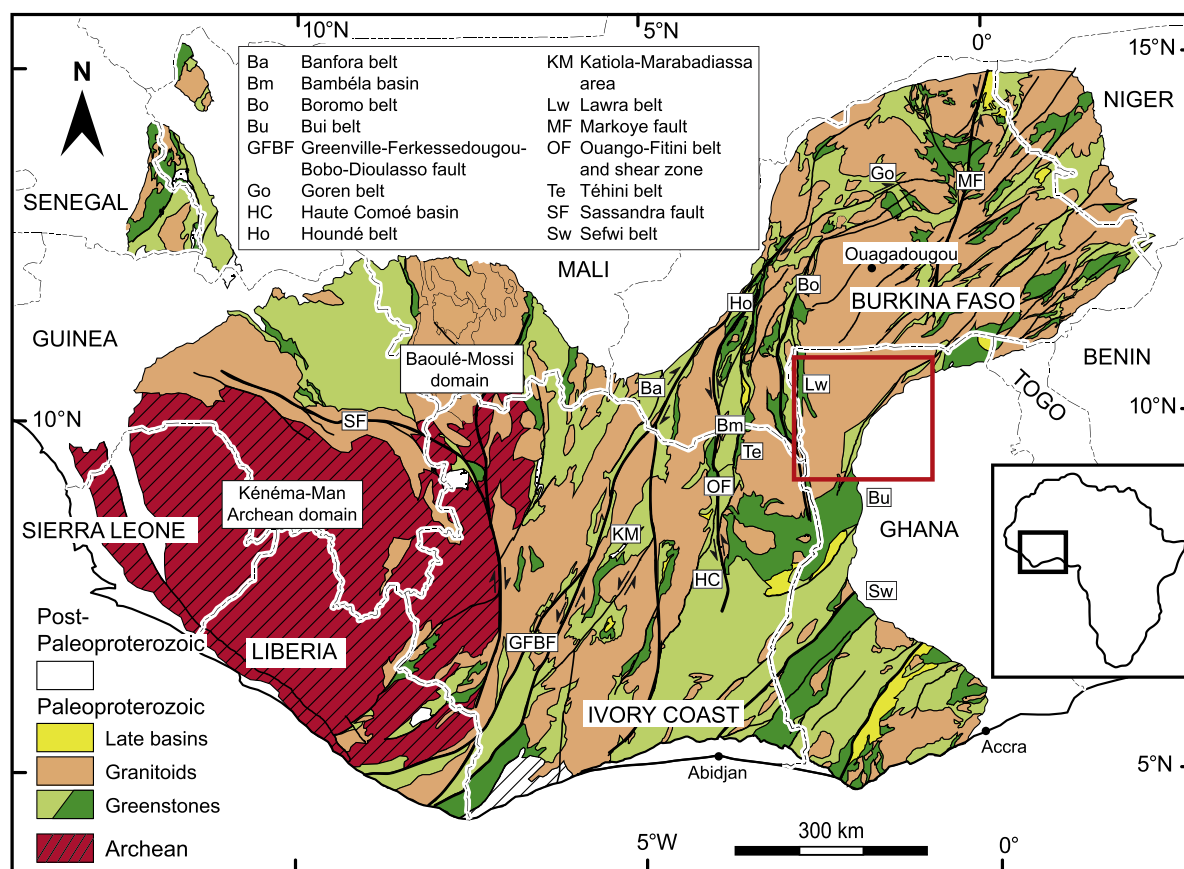 10°W
5°W
0°
15°N
N
Ba Banfora belt
Bm Bambéla basin
Bo Boromo belt
Bu Bui belt
GFBF Greenville-Ferkessedougou-
Bobo-Dioulasso fault
Go Goren belt
HC Haute Comoé basin
Ho Houndé belt
KM Katiola-Marabadiassa
area
Lw Lawra belt
MF Markoye fault
OF Ouango-Fitini belt
and shear zone
Te Téhini belt
SF Sassandra fault
Sw Sefwi belt
NIGER
SENEGAL
Go
MF
MALI
Ouagadougou
Bo
Ho
BURKINA FASO
GUINEA
Baoulé-Mossi
domain
BENIN
TOGO
Ba
Lw
10°N
SF
Bm
10°N
Te
OF
Kénéma-Man
Archean domain
Bu
SIERRA LEONE
GHANA
KM
HC
Sw
LIBERIA
GFBF
IVORY COAST
Accra
Abidjan
5°N
Post-
Paleoproterozoic
Paleoproterozoic
Late basins
Granitoids
Greenstones
Archean
5°W
300 km
0°